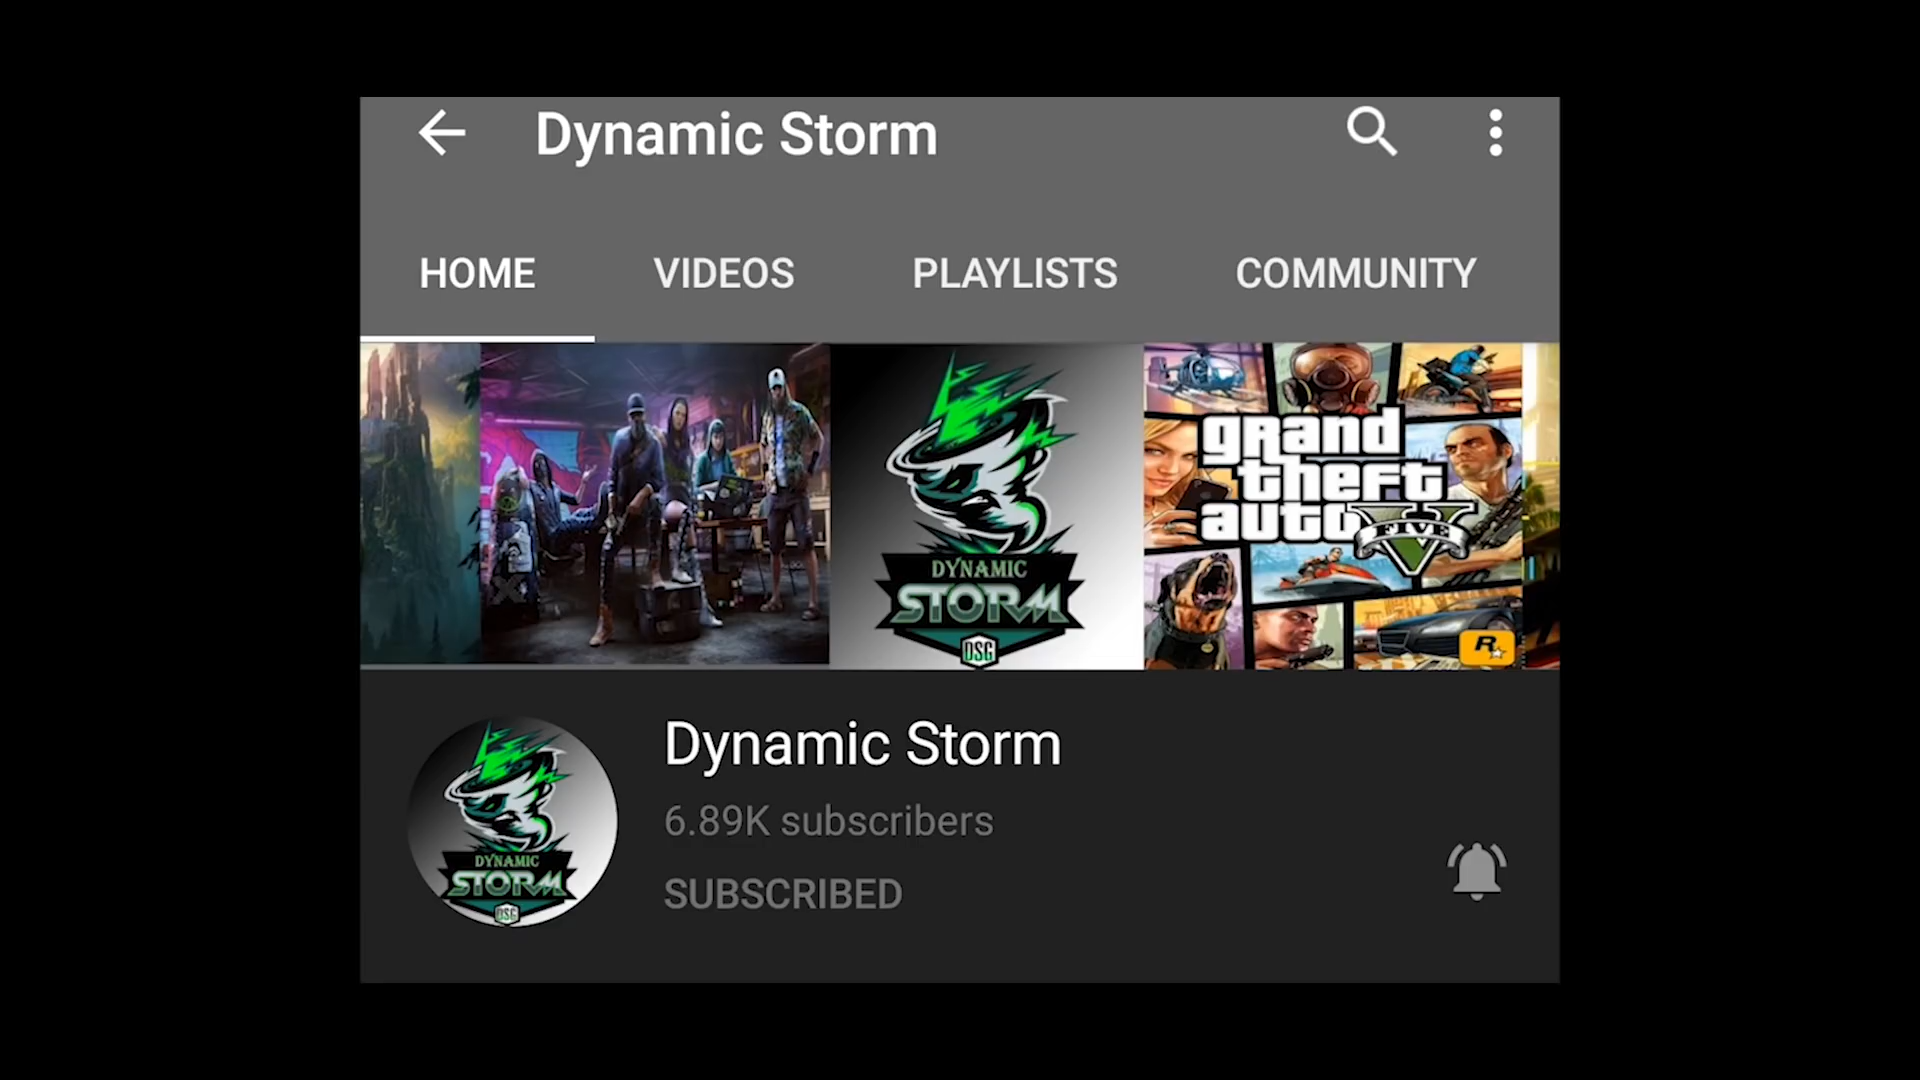 Dynamic Storm
HOME VIDEOS PLAYLISTS COMMUNITY
DYNAMIC
STORM
DSG
grand
theft
auto
FIVE
V
R
Dynamic Storm
6.89K subscribers
SUBSCRIBED
DYNAMIC
STORM
DSG